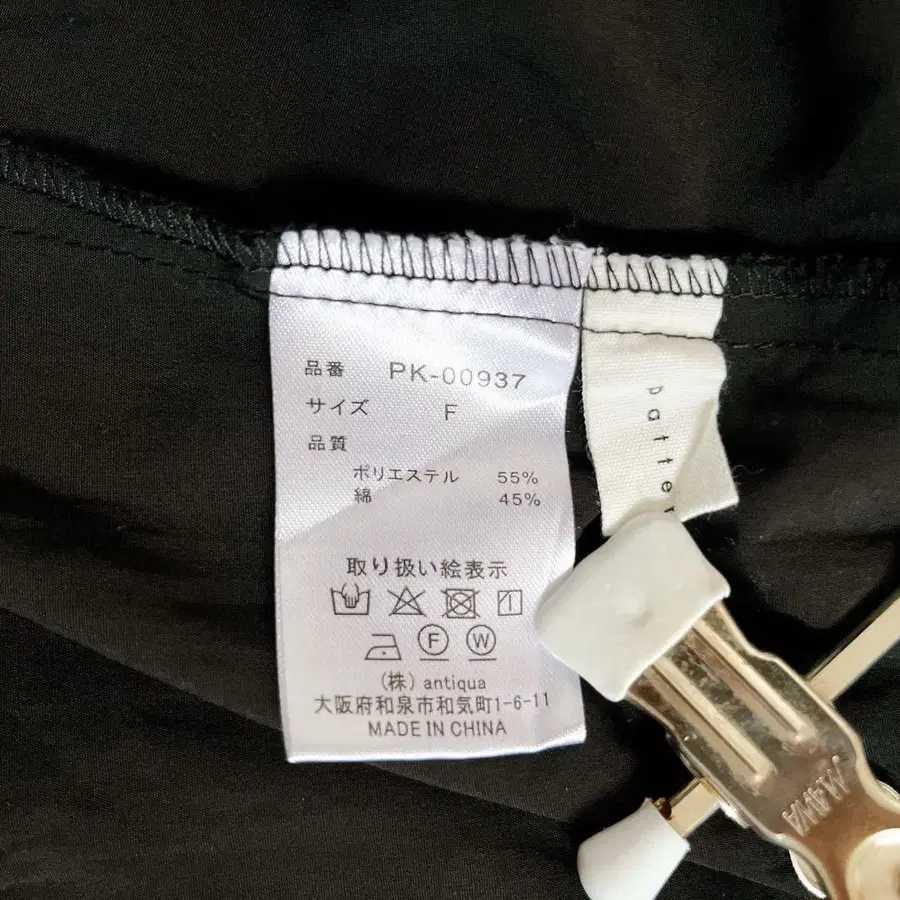 品番 PK-00937
サイズ F
品質
ポリエステル 55%
綿 45%
取り扱い絵表示
F W
(株) antiqua
大阪府和泉市和気町1-6-11
MADE IN CHINA
MAWA